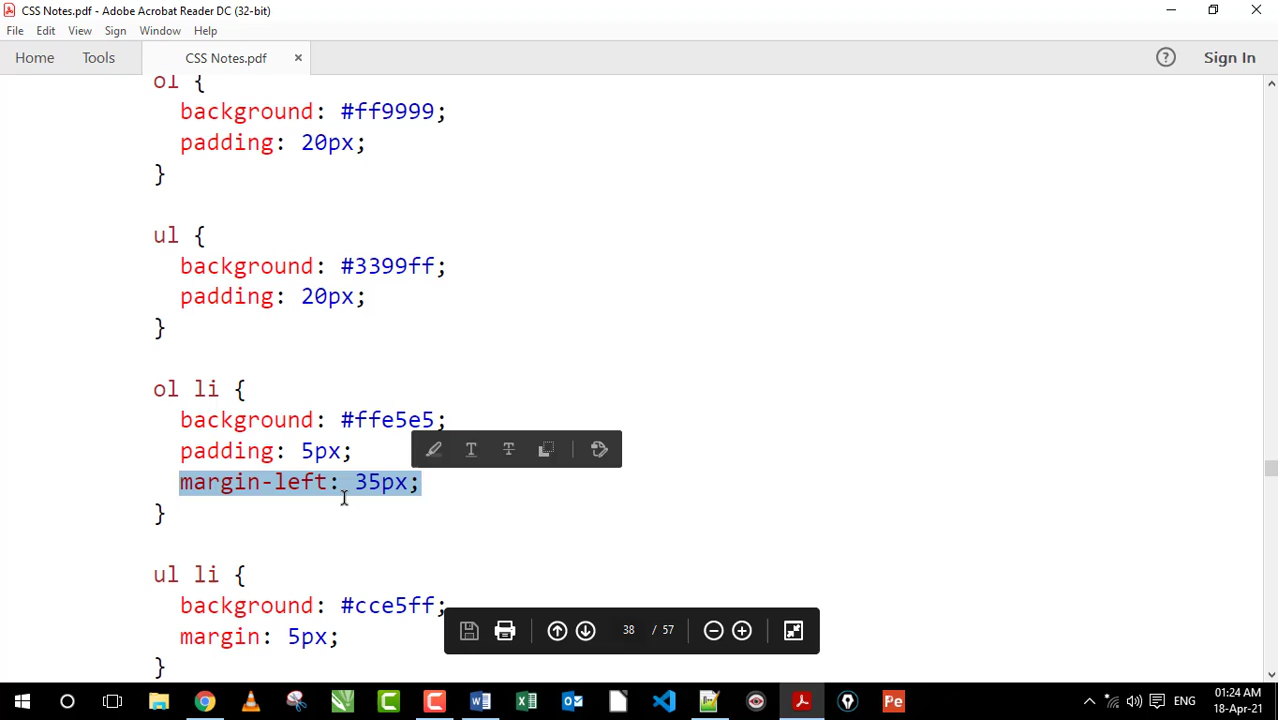 CSS Notes.pdf - Adobe Acrobat Reader DC (32-bit)
File Edit View Sign Window Help
Home Tools CSS Notes.pdf × ? Sign In
ol {
background: #ff9999;
padding: 20px;
}
ul {
background: #3399ff;
padding: 20px;
}
ol li {
background: #ffe5e5;
padding: 5px;
margin-left: 35px;
}
ul li {
background: #cce5ff;
margin: 5px;
}
38 / 57
Pe ENG 01:24 AM
18-Apr-21